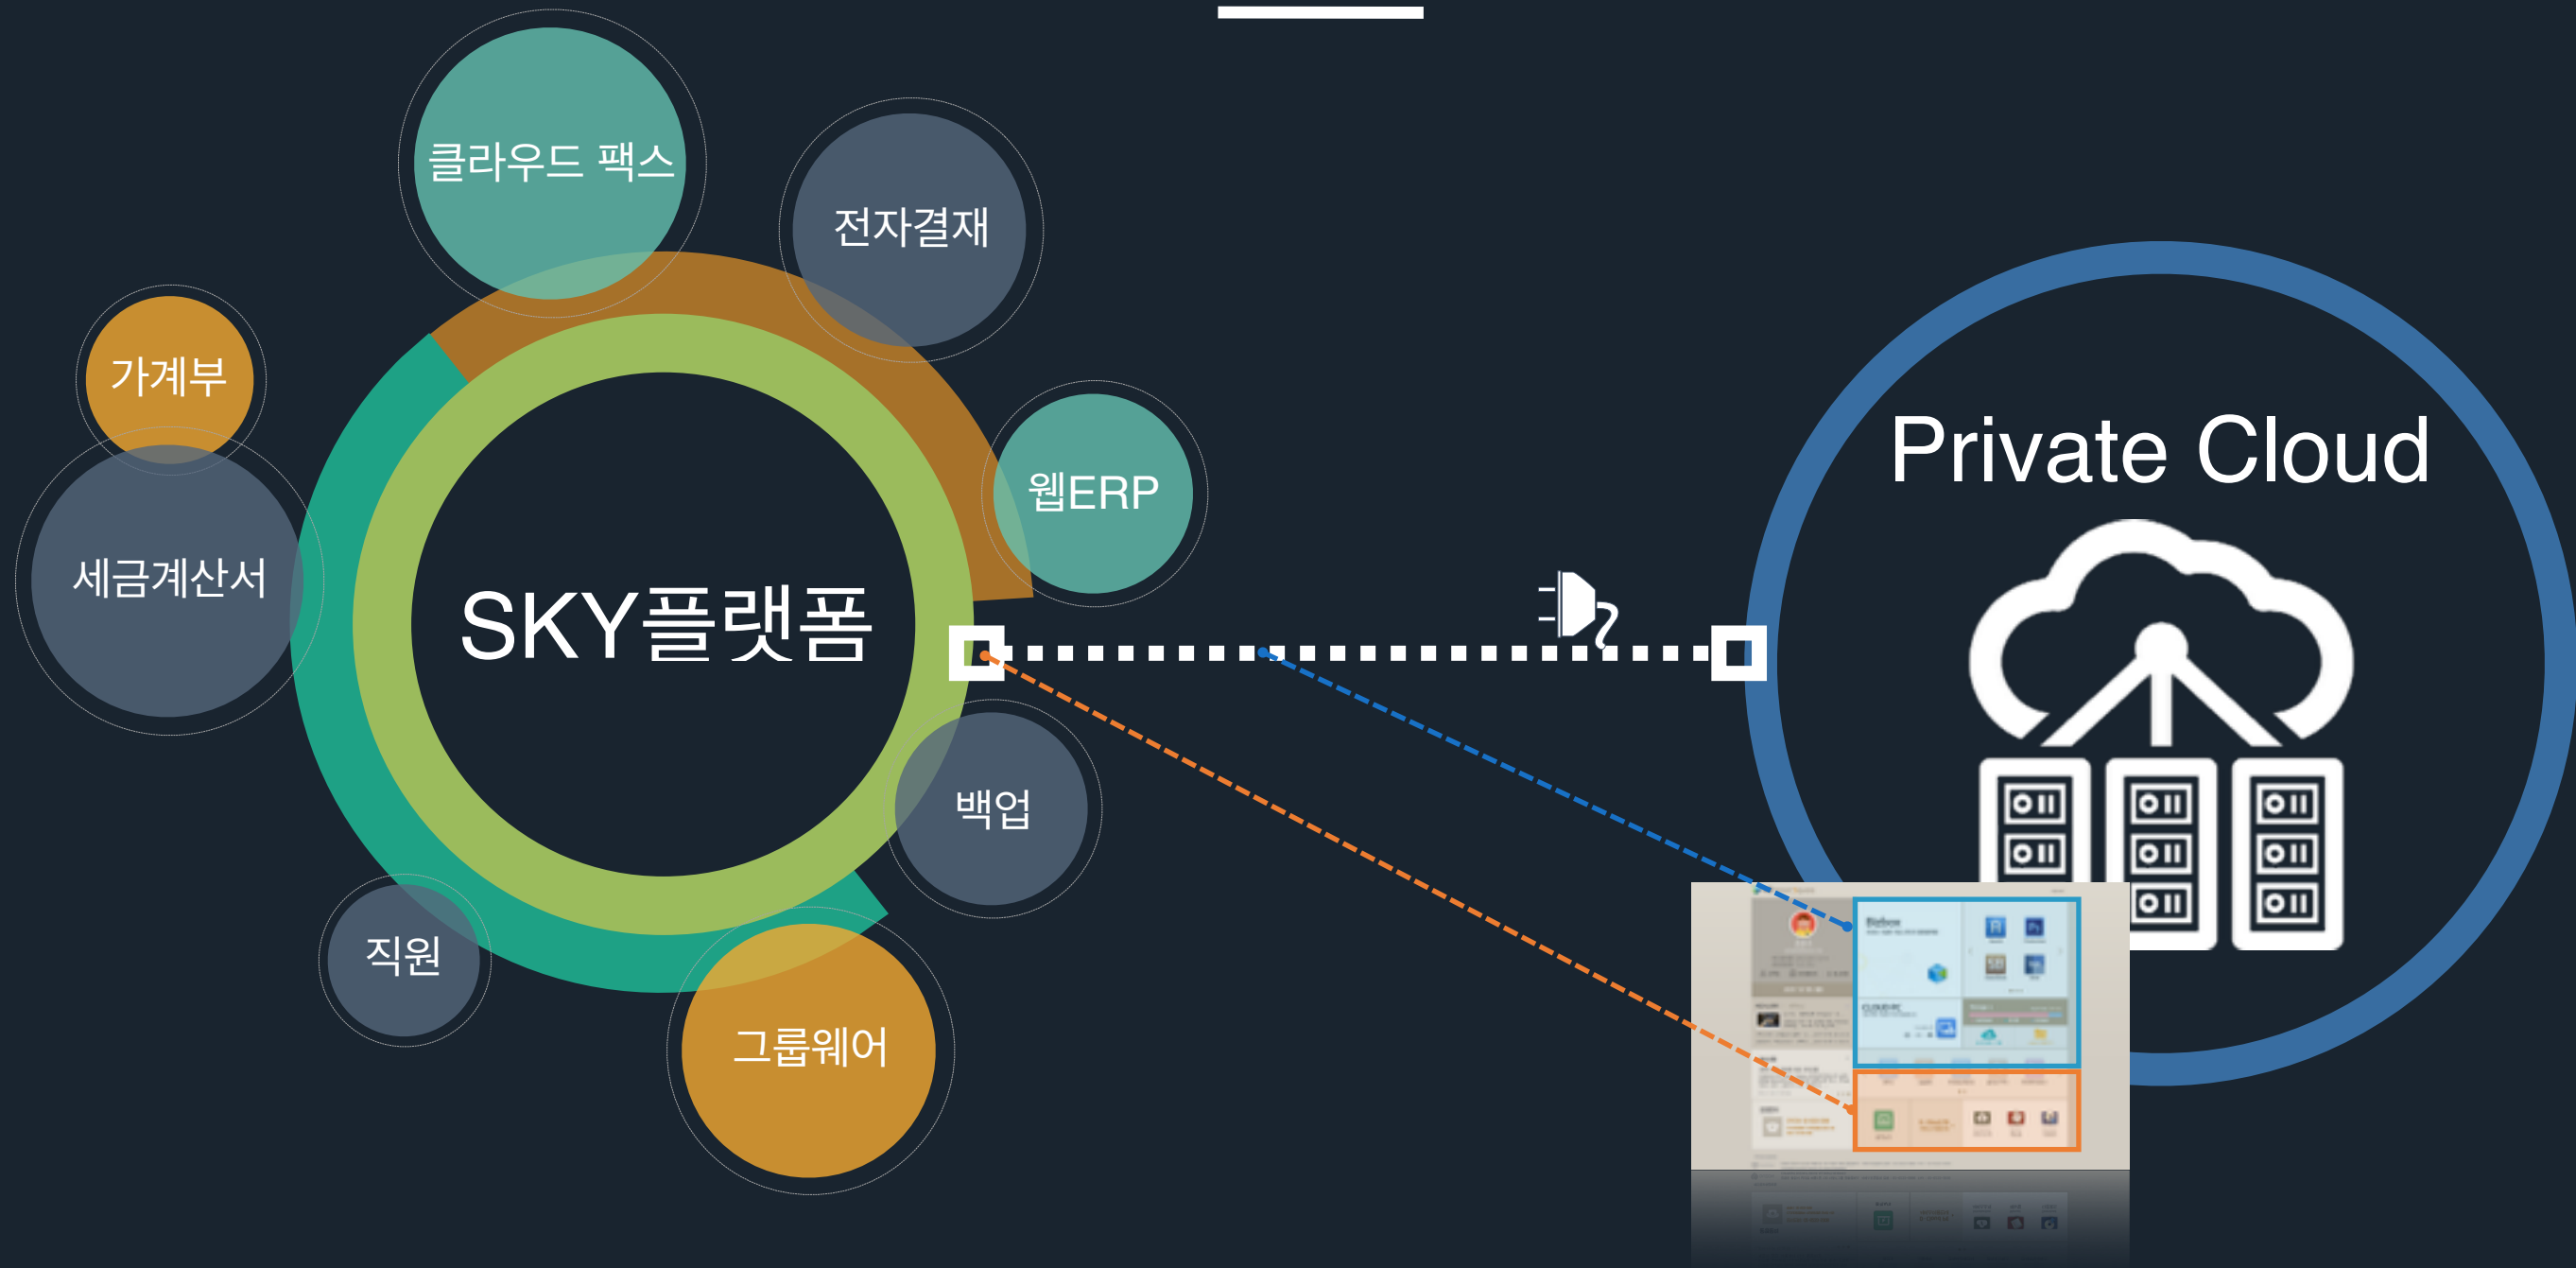 클라우드 팩스
전자결재
가계부
웹ERP
세금계산서
SKY플랫폼
백업
직원
그룹웨어
Private Cloud
Bizbox